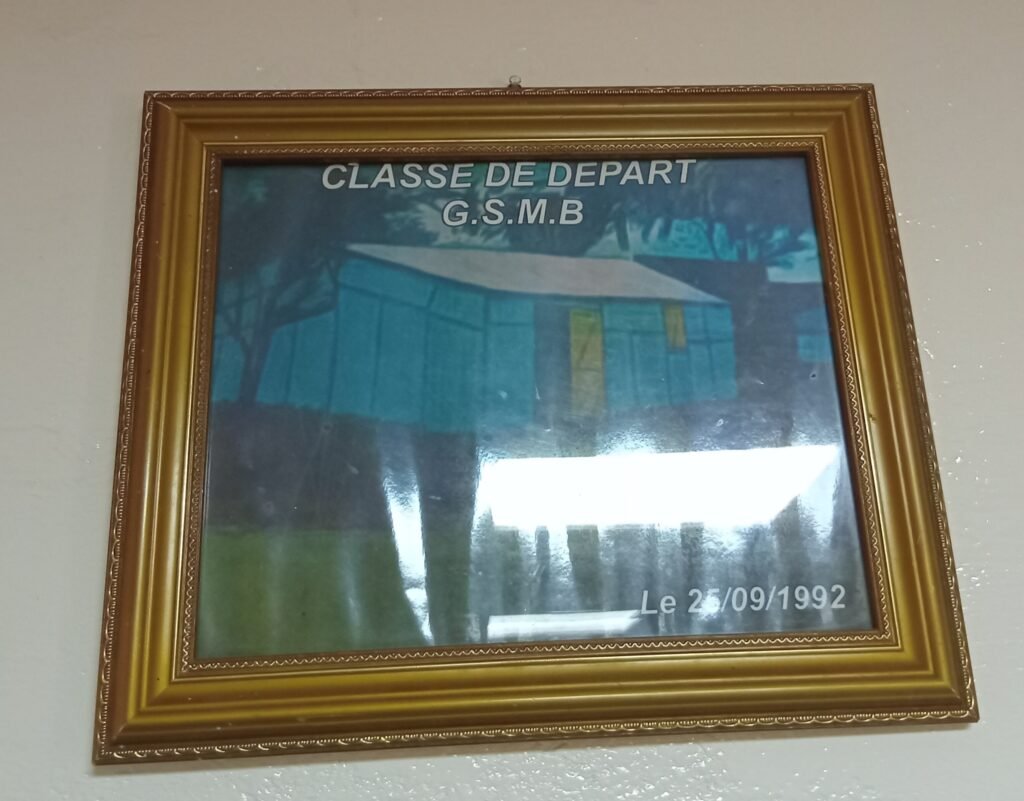 CLASSE DE DEPART
G.S.M.B
Le 25/09/1992